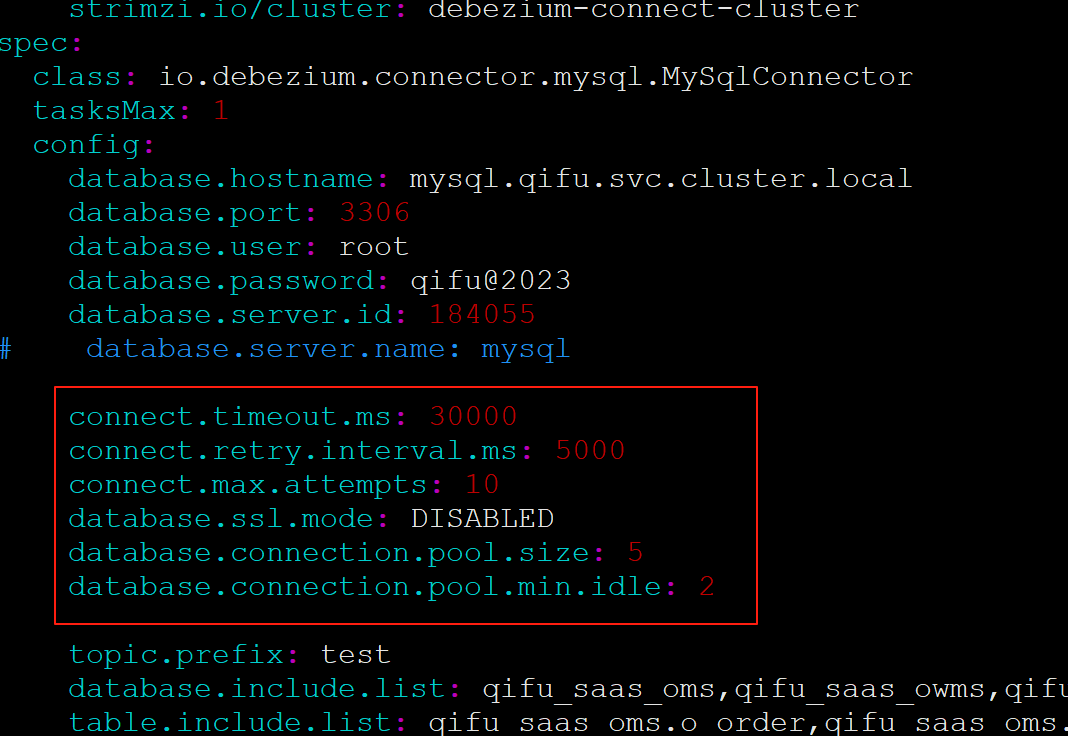 strimzi.io/cluster: debezium-connect-cluster
spec:
class: io.debezium.connector.mysql.MySqlConnector
tasksMax: 1
config:
database.hostname: mysql.qifu.svc.cluster.local
database.port: 3306
database.user: root
database.password: qifu@2023
database.server.id: 184055
# database.server.name: mysql
connect.timeout.ms: 30000
connect.retry.interval.ms: 5000
connect.max.attempts: 10
database.ssl.mode: DISABLED
database.connection.pool.size: 5
database.connection.pool.min.idle: 2
topic.prefix: test
database.include.list: qifu_saas_oms,qifu_saas_owms,qifu
table.include.list: qifu_saas_oms.o_order,qifu_saas_oms.